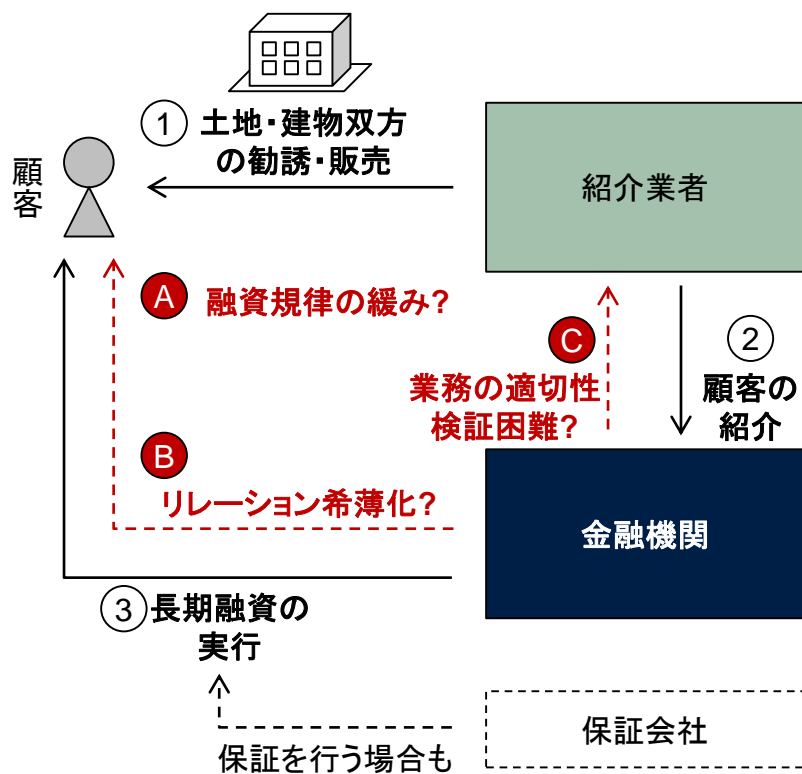 ① 土地・建物双方
の勧誘・販売
顧客
紹介業者
A 融資規律の緩み?
C
業務の適切性
検証困難?
②
顧客の
紹介
B
リレーション希薄化?
金融機関
③ 長期融資の
実行
保証会社
保証を行う場合も